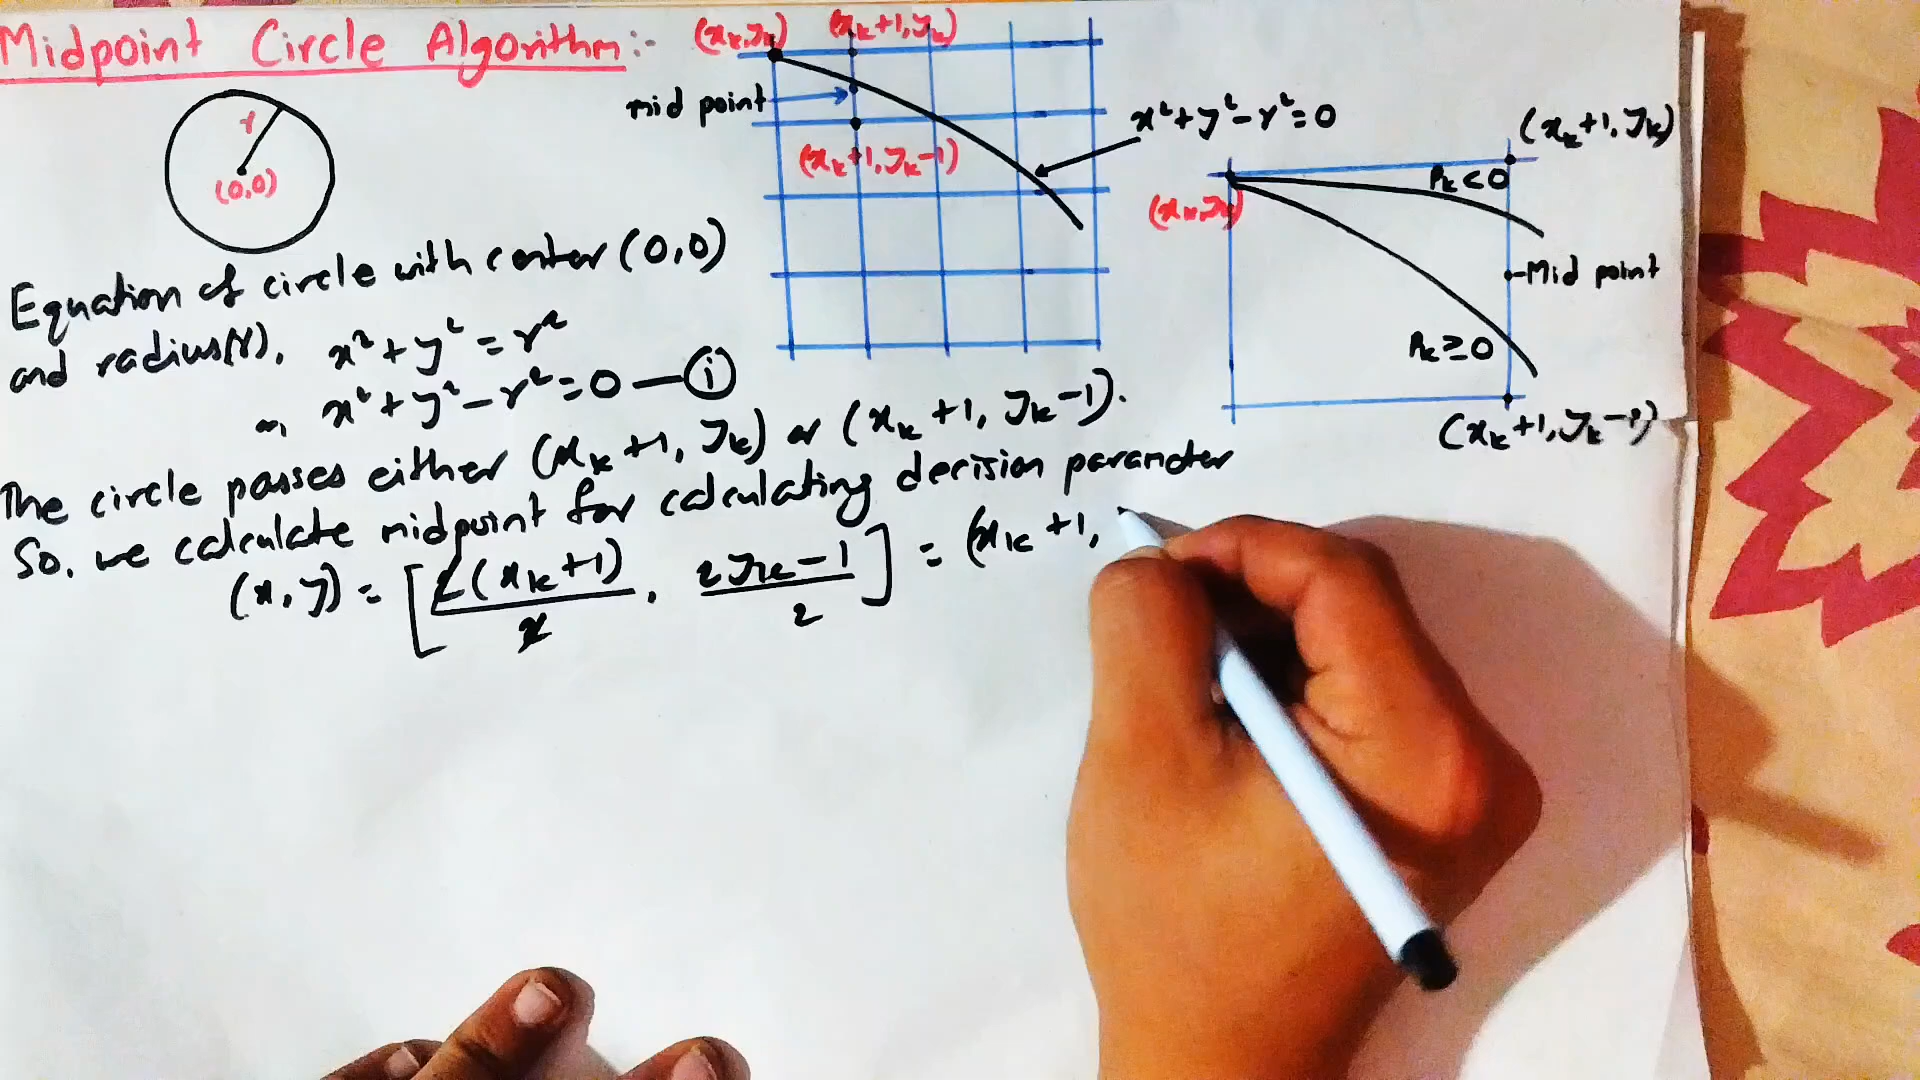 Midpoint Circle Algorithm:-
r
(0,0)
(xₖ,yₖ)
(xₖ+1,yₖ)
mid point
(xₖ+1,yₖ-1)
x²+y²-r²=0
(xₖ+1,yₖ)
Pₖ<0
(xₖ,yₖ)
-Mid point
Pₖ≥0
(xₖ+1,yₖ-1)
Equation of circle with center (0,0)
and radius(r), x²+y²=r²
x²+y²-r²=0 — (i)
The circle passes either (xₖ+1, yₖ) or (xₖ+1, yₖ-1).
So, we calculate midpoint for calculating decision parameter
(x,y) = [2(xₖ+1)/2, 2yₖ-1/2] = (xₖ+1,